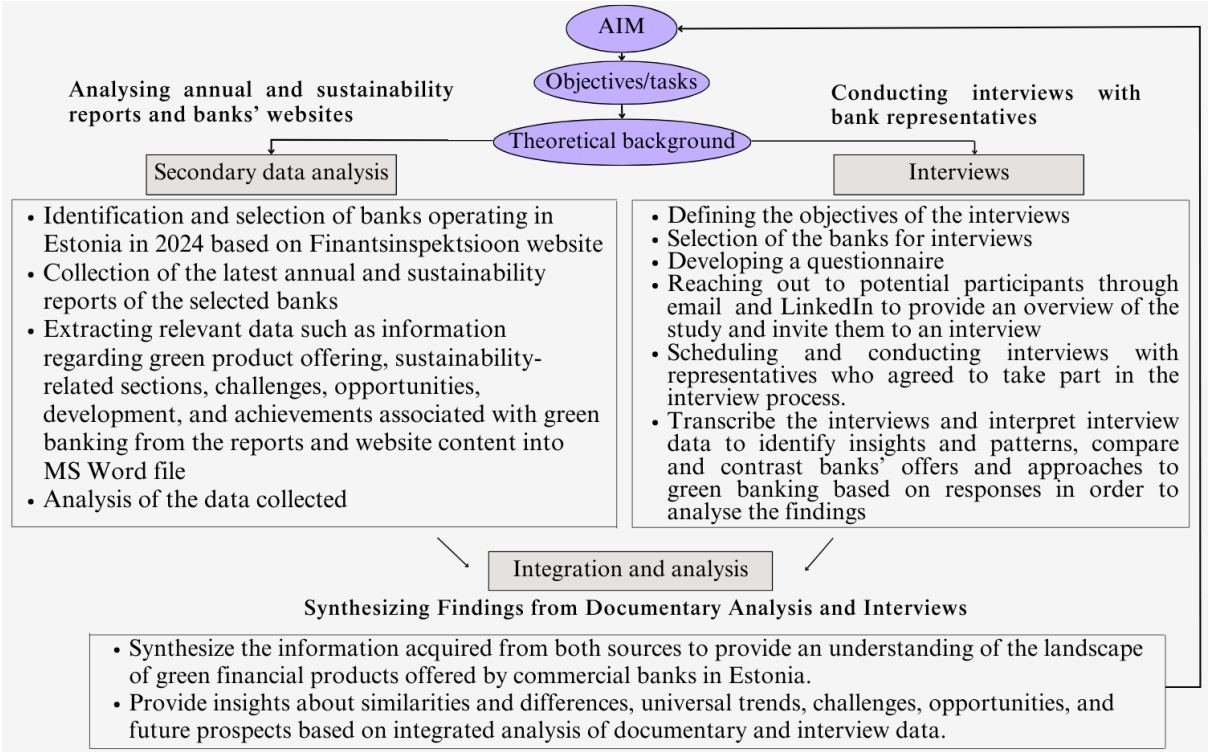 AIM
Objectives/tasks
Theoretical background
Analysing annual and sustainability
reports and banks' websites
Secondary data analysis
• Identification and selection of banks operating in
Estonia in 2024 based on Finantsinspektsioon website
• Collection of the latest annual and sustainability
reports of the selected banks
• Extracting relevant data such as information
regarding green product offering, sustainability-
related sections, challenges, opportunities,
development, and achievements associated with green
banking from the reports and website content into
MS Word file
• Analysis of the data collected
Conducting interviews with
bank representatives
Interviews
• Defining the objectives of the interviews
• Selection of the banks for interviews
• Developing a questionnaire
• Reaching out to potential participants through
email and LinkedIn to provide an overview of the
study and invite them to an interview
• Scheduling and conducting interviews with
representatives who agreed to take part in the
interview process.
• Transcribe the interviews and interpret interview
data to identify insights and patterns, compare
and contrast banks' offers and approaches to
green banking based on responses in order to
analyse the findings
Integration and analysis
Synthesizing Findings from Documentary Analysis and Interviews
• Synthesize the information acquired from both sources to provide an understanding of the landscape
of green financial products offered by commercial banks in Estonia.
• Provide insights about similarities and differences, universal trends, challenges, opportunities, and
future prospects based on integrated analysis of documentary and interview data.